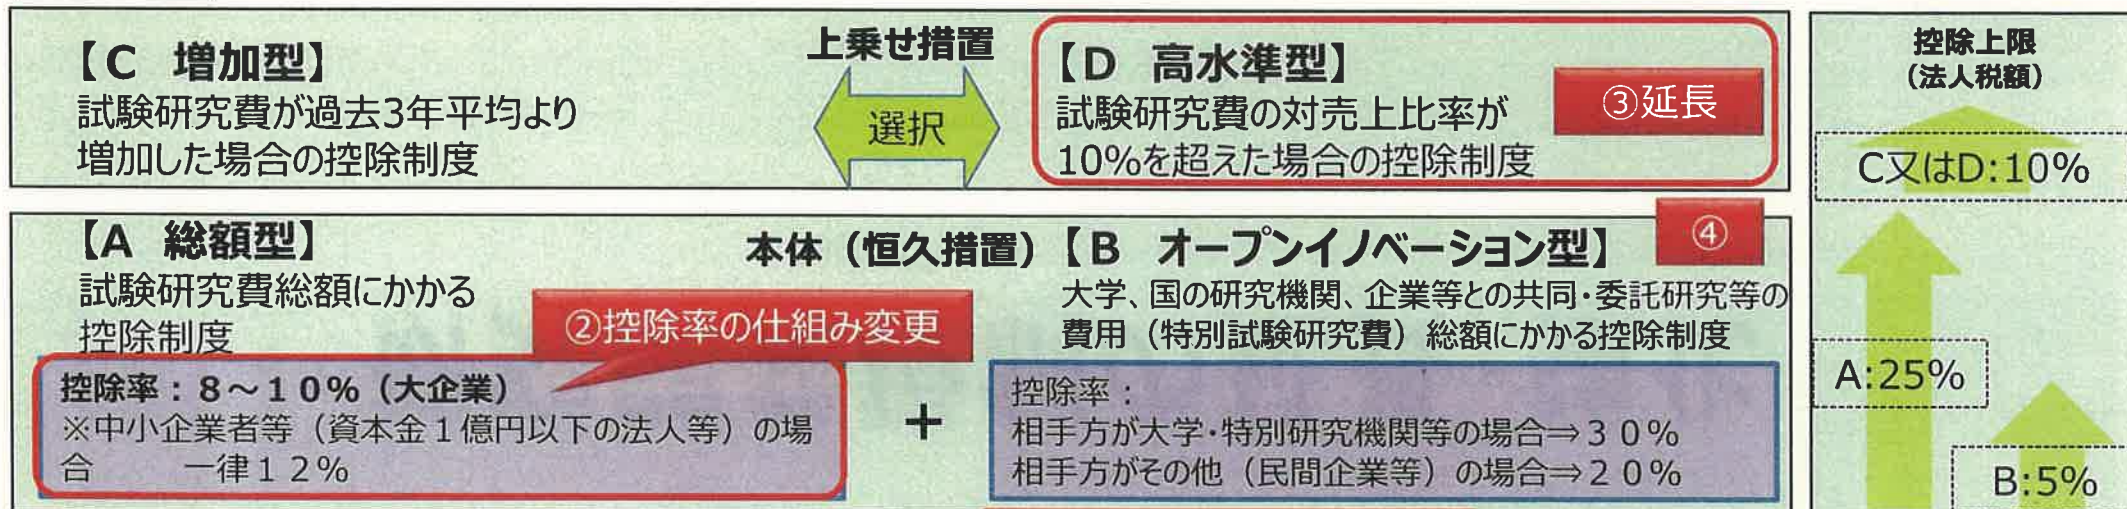 【C 増加型】
試験研究費が過去3年平均より
増加した場合の控除制度
上乗せ措置
選択
【D 高水準型】
③延長
試験研究費の対売上比率が
10%を超えた場合の控除制度
控除上限
(法人税額)
C又はD:10%
【A 総額型】
試験研究費総額にかかる
控除制度
②控除率の仕組み変更
控除率:8~10%(大企業)
※中小企業者等(資本金1億円以下の法人等)の場
合 一律12%
本体(恒久措置)
+
【B オープンイノベーション型】
④
大学、国の研究機関、企業等との共同・委託研究等の
費用(特別試験研究費)総額にかかる控除制度
控除率:
相手方が大学・特別研究機関等の場合⇒30%
相手方がその他(民間企業等)の場合⇒20%
A:25%
B:5%